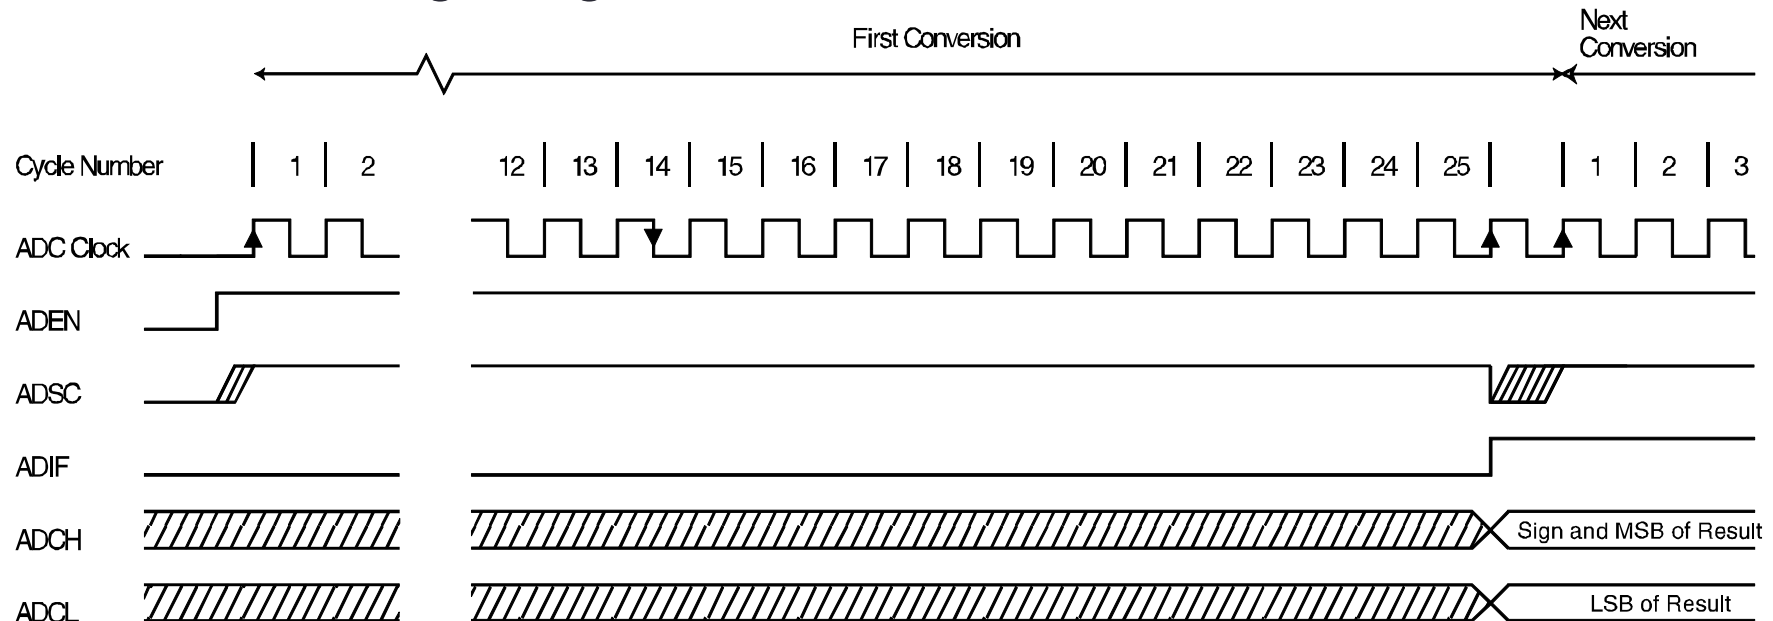 Next
First Conversion
Conversion
Cycle Number 1 2 12 13 14 15 16 17 18 19 20 21 22 23 24 25 1 2 3
ADC Clock
ADEN
ADSC
ADIF
ADCH Sign and MSB of Result
ADCL LSB of Result